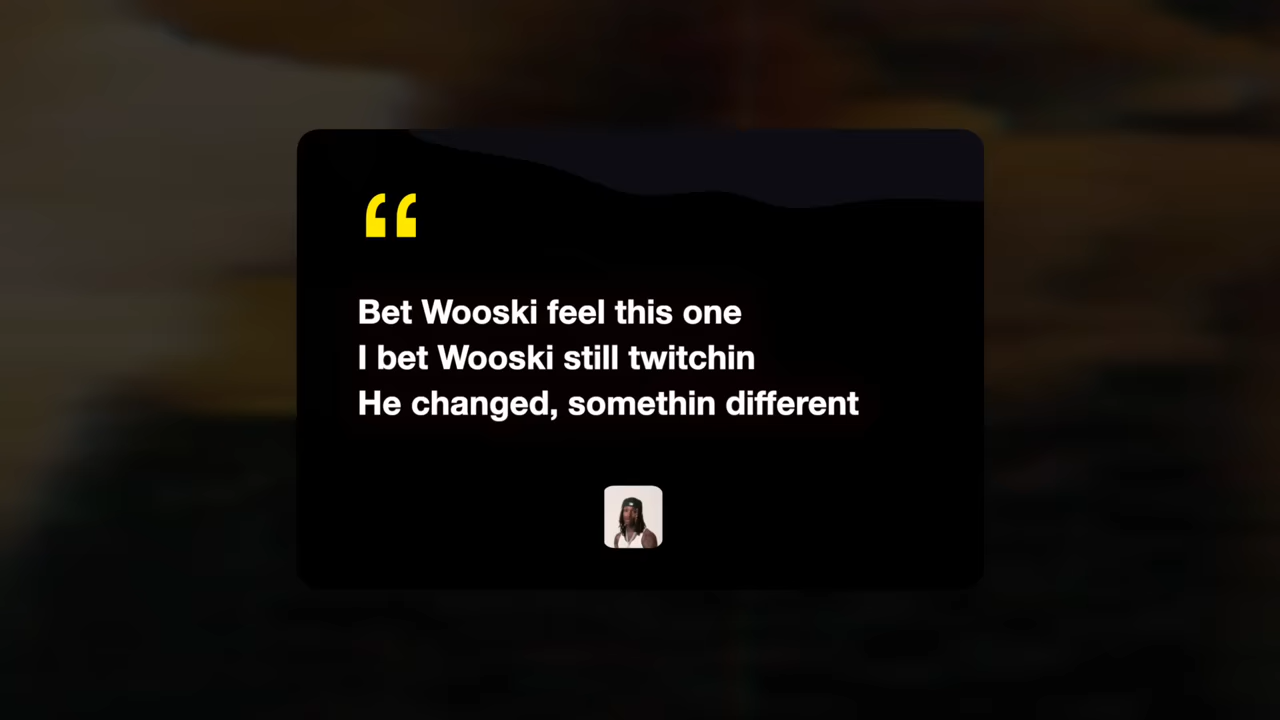 “
Bet Wooski feel this one
I bet Wooski still twitchin
He changed, somethin different